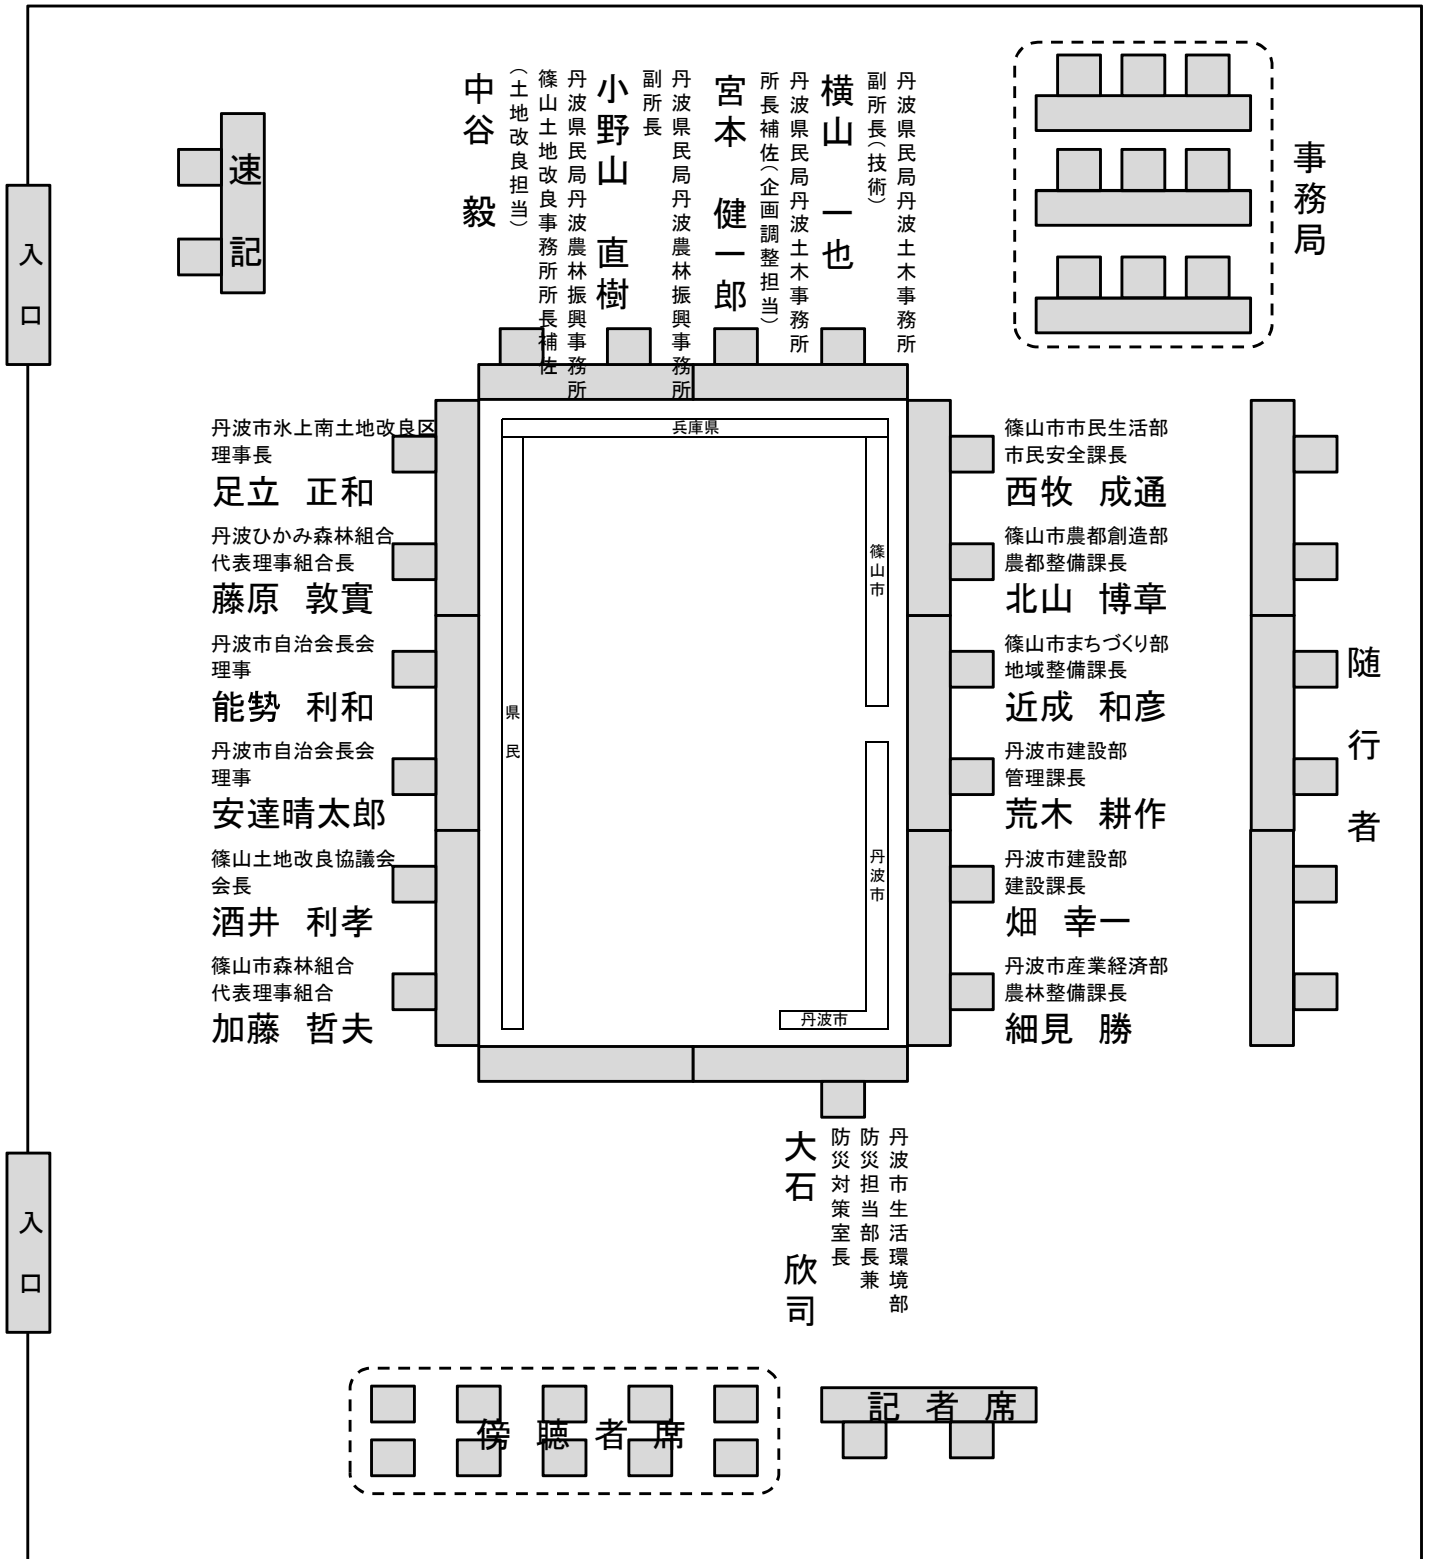 丹波県民局丹波土木事務所
副所長（技術）
横山　一也
丹波県民局丹波土木事務所
所長補佐（企画調整担当）
宮本　健一郎
丹波県民局丹波農林振興事務所
副所長
小野山　直樹
丹波県民局丹波農林振興事務所
篠山土地改良事務所所長補佐
（土地改良担当）
中谷　毅
速記
事務局
入口
兵庫県
丹波市氷上南土地改良区
理事長
足立　正和
丹波ひかみ森林組合
代表理事組合長
藤原　敦實
丹波市自治会長会
理事
能勢　利和
丹波市自治会長会
理事
安達晴太郎
篠山土地改良協議会
会長
酒井　利孝
篠山市森林組合
代表理事組合
加藤　哲夫
県民
篠山市
丹波市
丹波市
篠山市市民生活部
市民安全課長
西牧　成通
篠山市農都創造部
農都整備課長
北山　博章
篠山市まちづくり部
地域整備課長
近成　和彦
丹波市建設部
管理課長
荒木　耕作
丹波市建設部
建設課長
畑　幸一
丹波市産業経済部
農林整備課長
細見　勝
随行者
丹波市生活環境部
防災担当部長兼
防災対策室長
大石　欣司
入口
傍聴者席
記者席